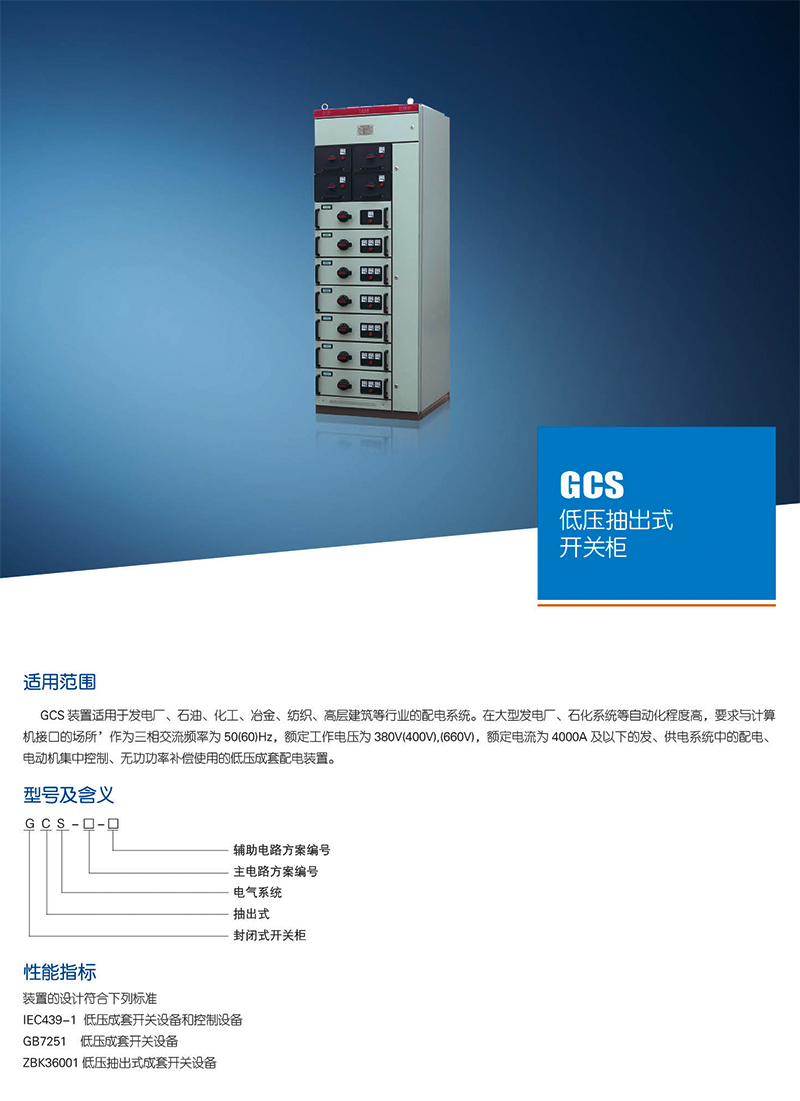 GCS
低压抽出式
开关柜
适用范围
GCS 装置适用于发电厂、石油、化工、冶金、纺织、高层建筑等行业的配电系统。在大型发电厂、石化系统等自动化程度高，要求与计算
机接口的场所’作为三相交流频率为 50(60)Hz，额定工作电压为 380V(400V),(660V)，额定电流为 4000A 及以下的发、供电系统中的配电、
电动机集中控制、无功功率补偿使用的低压成套配电装置。
型号及含义
G C S - □ - □
辅助电路方案编号
主电路方案编号
电气系统
抽出式
封闭式开关柜
性能指标
装置的设计符合下列标准
IEC439-1 低压成套开关设备和控制设备
GB7251 低压成套开关设备
ZBK36001 低压抽出式成套开关设备